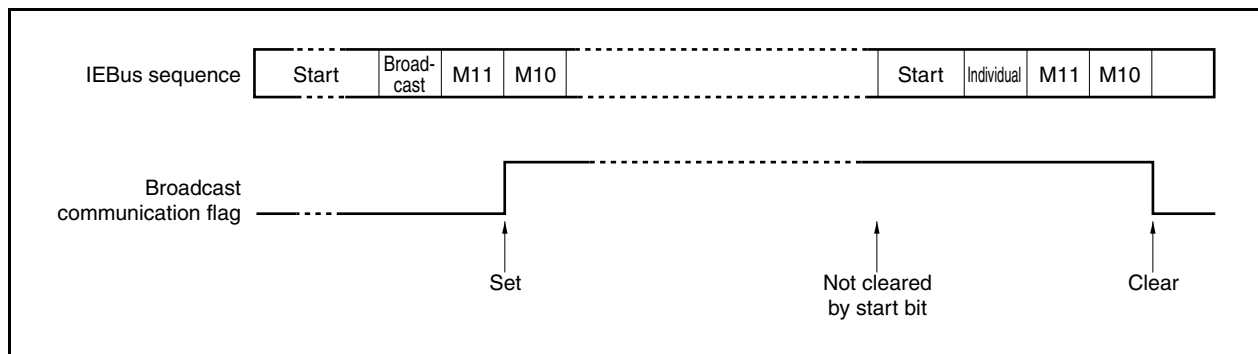 IEBus sequence
Start
Broad-
cast
M11
M10
Start
Individual
M11
M10
Broadcast
communication flag
Set
Not cleared
by start bit
Clear